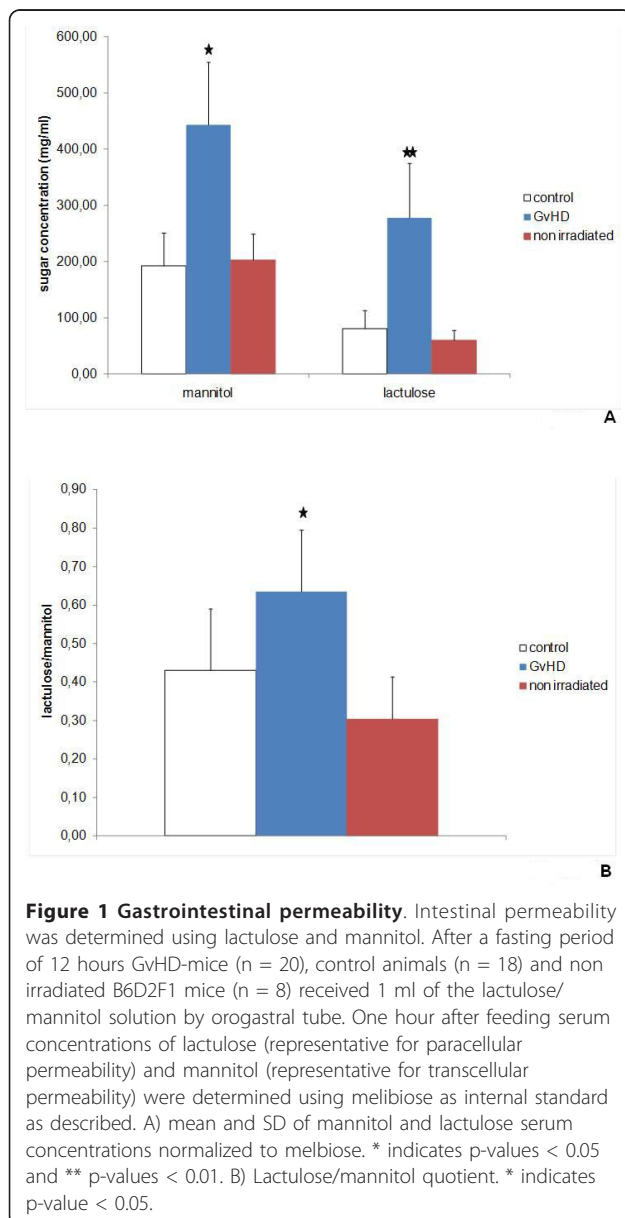 600,00
500,00
400,00
300,00
200,00
100,00
0,00
sugar concentration (mg/ml)
★
★★
mannitol
lactulose
control
GvHD
non irradiated
A
0,90
0,80
0,70
0,60
0,50
0,40
0,30
0,20
0,10
0,00
lactulose/mannitol
★
control
GvHD
non irradiated
B
Figure 1 Gastrointestinal permeability. Intestinal permeability
was determined using lactulose and mannitol. After a fasting period
of 12 hours GvHD-mice (n = 20), control animals (n = 18) and non
irradiated B6D2F1 mice (n = 8) received 1 ml of the lactulose/
mannitol solution by orogastral tube. One hour after feeding serum
concentrations of lactulose (representative for paracellular
permeability) and mannitol (representative for transcellular
permeability) were determined using melibiose as internal standard
as described. A) mean and SD of mannitol and lactulose serum
concentrations normalized to melbiose. * indicates p-values < 0.05
and ** p-values < 0.01. B) Lactulose/mannitol quotient. * indicates
p-value < 0.05.